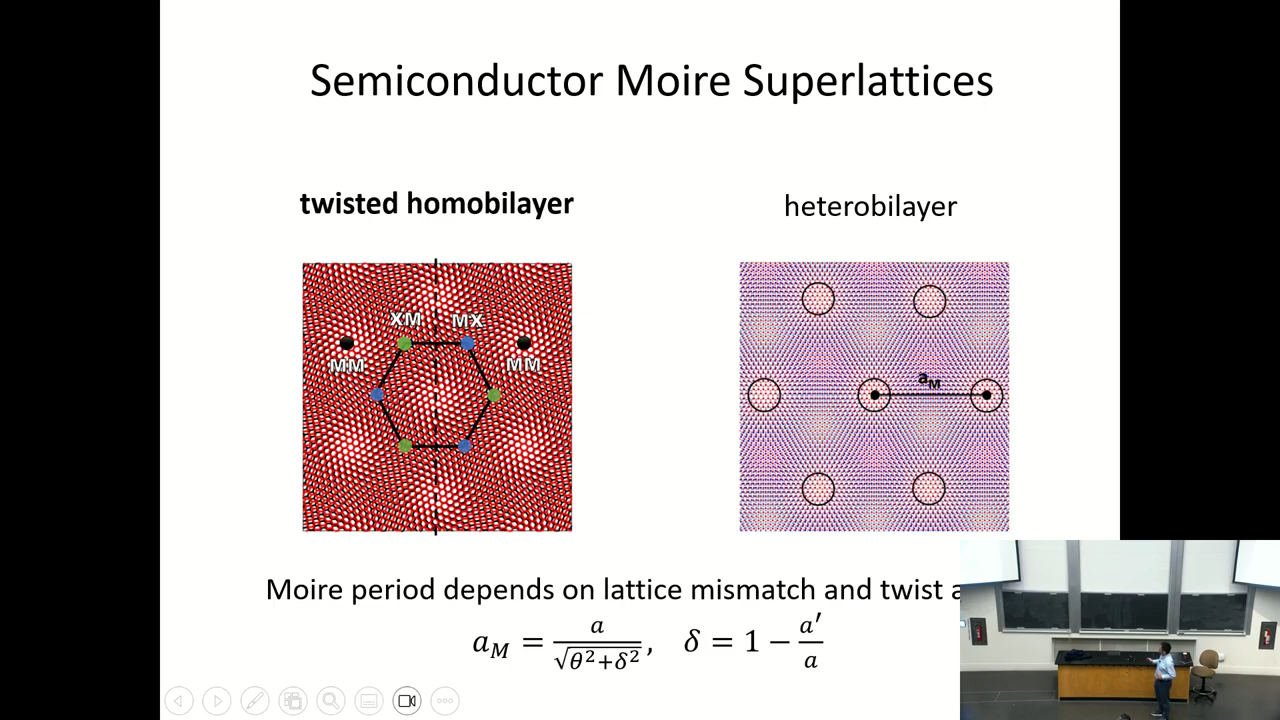 Semiconductor Moire Superlattices
twisted homobilayer
heterobilayer
XM MX
MM MM
a_M
Moire period depends on lattice mismatch and twist a
a_M = a / √(θ²+δ²), δ = 1 − a′/a